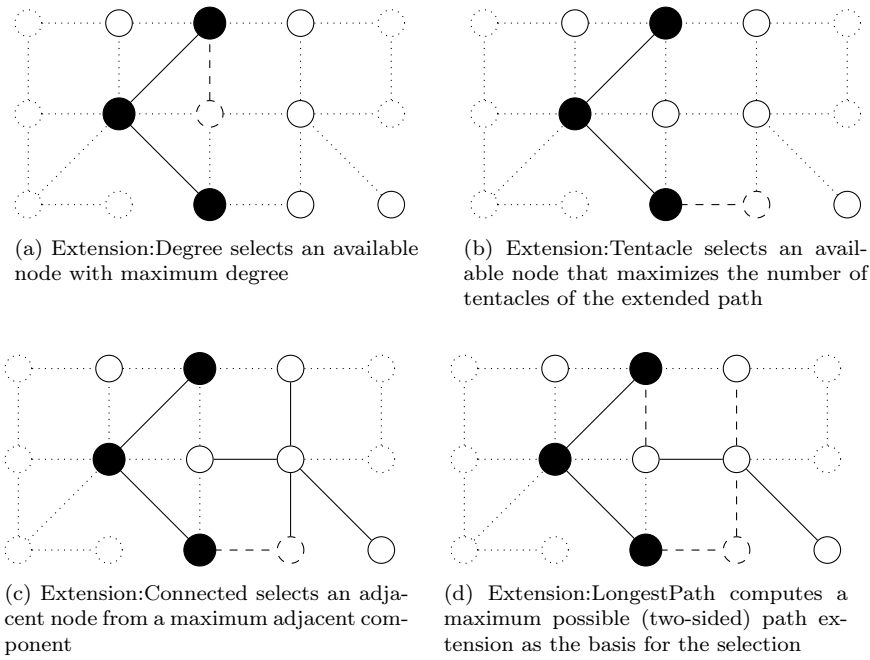 (a) Extension:Degree selects an available
node with maximum degree
(b) Extension:Tentacle selects an avail-
able node that maximizes the number of
tentacles of the extended path
(c) Extension:Connected selects an adja-
cent node from a maximum adjacent com-
ponent
(d) Extension:LongestPath computes a
maximum possible (two-sided) path ex-
tension as the basis for the selection